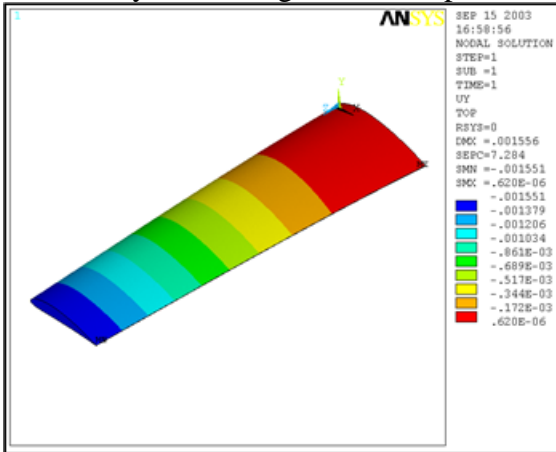 1
ANSYS
SEP 15 2003
16:58:56
NODAL SOLUTION
STEP=1
SUB =1
TIME=1
UY
TOP
RSYS=0
DMX =.001556
SEPC=7.284
SMN =-.001551
SMX =.620E-06
-.001551
-.001379
-.001206
-.001034
-.861E-03
-.689E-03
-.517E-03
-.344E-03
-.172E-03
.620E-06
Y
Z
MX